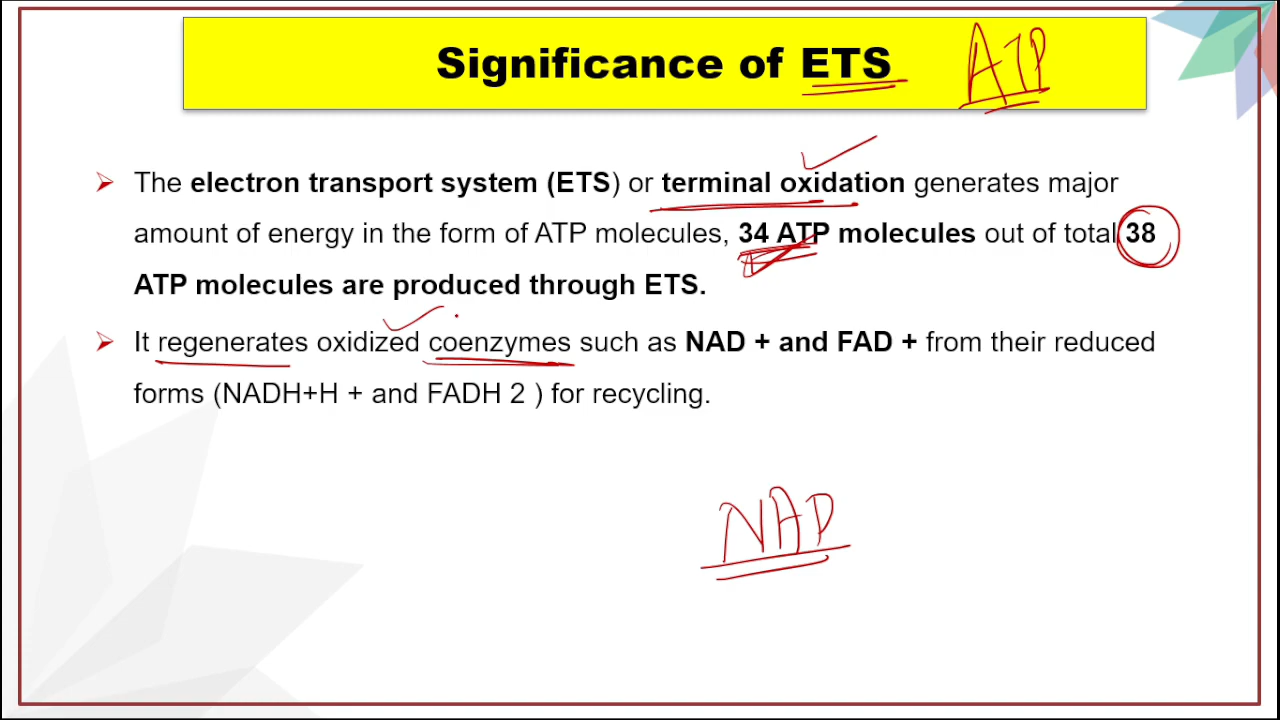 Significance of ETS ATP
➢ The electron transport system (ETS) or terminal oxidation generates major
amount of energy in the form of ATP molecules, 34 ATP molecules out of total 38
ATP molecules are produced through ETS.
➢ It regenerates oxidized coenzymes such as NAD + and FAD + from their reduced
forms (NADH+H + and FADH 2 ) for recycling.
NAD